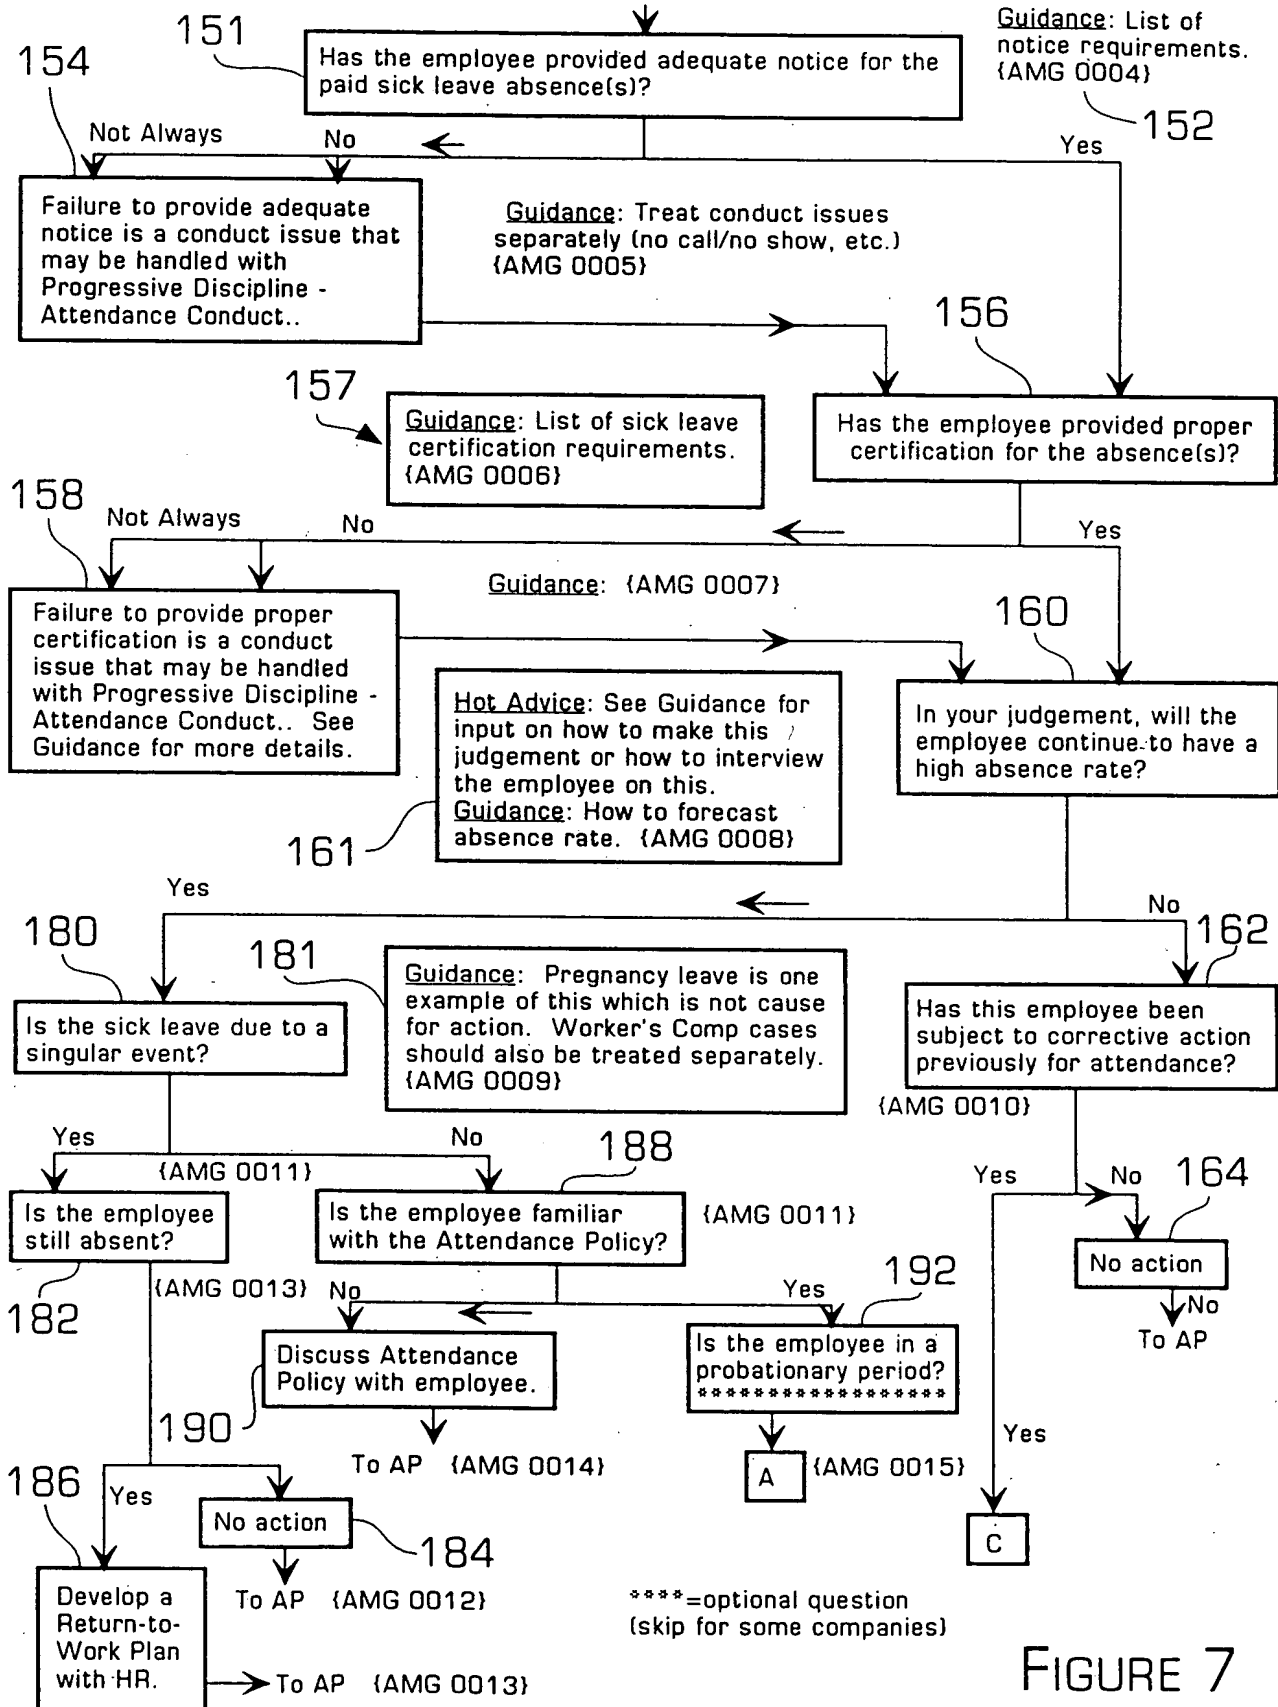 151
Has the employee provided adequate notice for the
paid sick leave absence(s)?
Guidance: List of
notice requirements.
{AMG 0004}
152
154
Not Always
No
Yes
Failure to provide adequate
notice is a conduct issue that
may be handled with
Progressive Discipline -
Attendance Conduct..
Guidance: Treat conduct issues
separately (no call/no show, etc.)
{AMG 0005}
156
157
Guidance: List of sick leave
certification requirements.
{AMG 0006}
Has the employee provided proper
certification for the absence(s)?
158
Not Always
No
Yes
Guidance: {AMG 0007}
Failure to provide proper
certification is a conduct
issue that may be handled
with Progressive Discipline -
Attendance Conduct.. See
Guidance for more details.
160
Hot Advice: See Guidance for
input on how to make this
judgement or how to interview
the employee on this.
Guidance: How to forecast
absence rate. {AMG 0008}
161
In your judgement, will the
employee continue to have a
high absence rate?
Yes
No
180
181
162
Is the sick leave due to a
singular event?
Guidance: Pregnancy leave is one
example of this which is not cause
for action. Worker's Comp cases
should also be treated separately.
{AMG 0009}
Has this employee been
subject to corrective action
previously for attendance?
{AMG 0010}
Yes
No
{AMG 0011}
188
Yes
No
164
Is the employee
still absent?
182
Is the employee familiar
with the Attendance Policy?
{AMG 0011}
No action
No
To AP
{AMG 0013}
No
Yes
192
Discuss Attendance
Policy with employee.
190
To AP {AMG 0014}
Is the employee in a
probationary period?
******************
A
{AMG 0015}
Yes
C
186
Yes
No action
184
To AP {AMG 0012}
Develop a
Return-to-
Work Plan
with HR.
To AP {AMG 0013}
****=optional question
(skip for some companies)
FIGURE 7